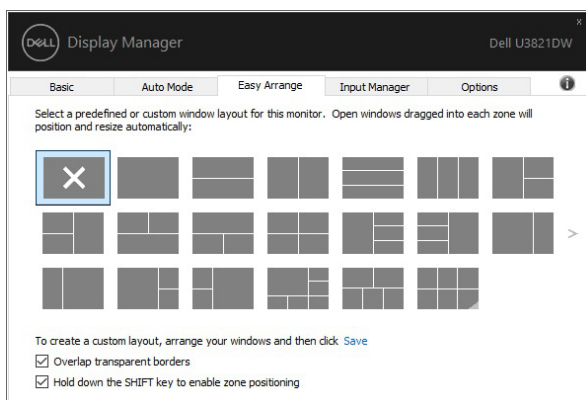 DELL Display Manager
Dell U3821DW
x
Basic
Auto Mode
Easy Arrange
Input Manager
Options
i
Select a predefined or custom window layout for this monitor. Open windows dragged into each zone will
position and resize automatically:
>
To create a custom layout, arrange your windows and then click Save
Overlap transparent borders
Hold down the SHIFT key to enable zone positioning